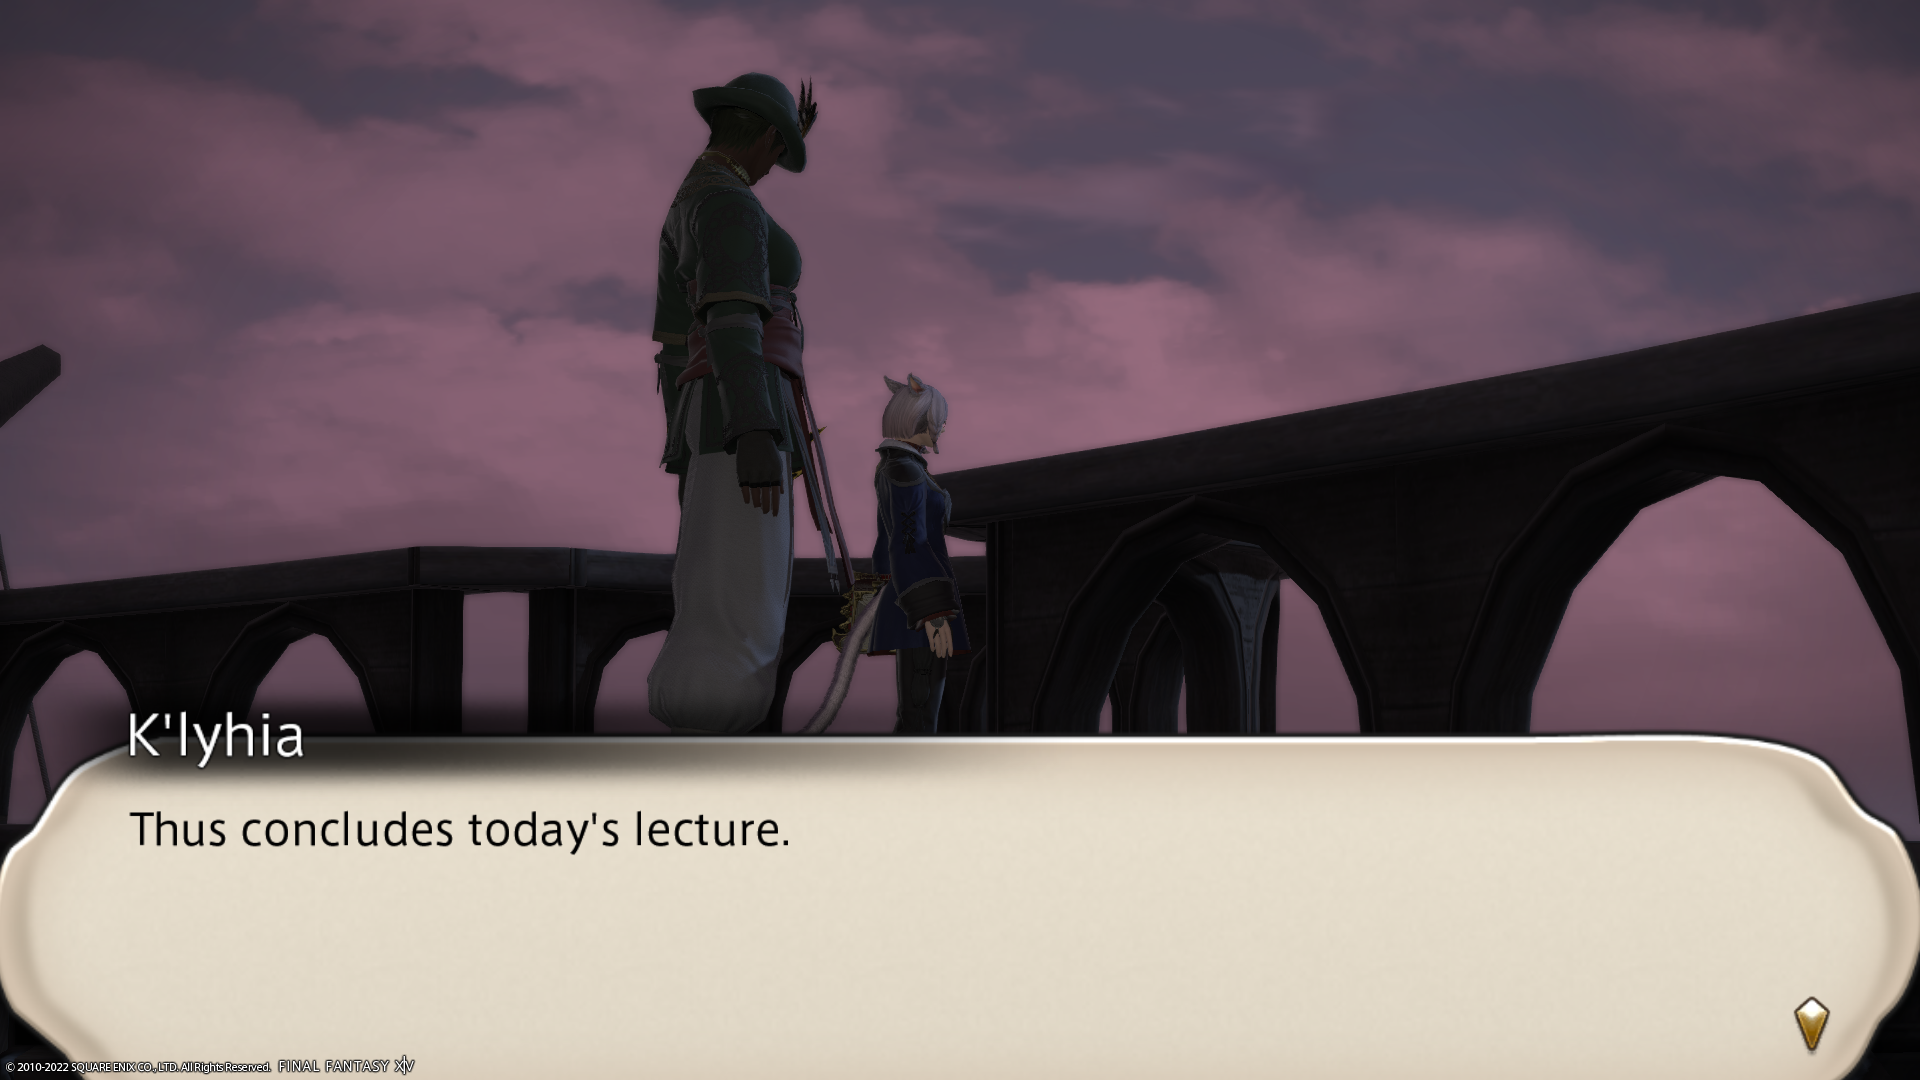 K'lyhia
Thus concludes today's lecture.
© 2010-2022 SQUARE ENIX CO., LTD. All Rights Reserved. FINAL FANTASY XIV